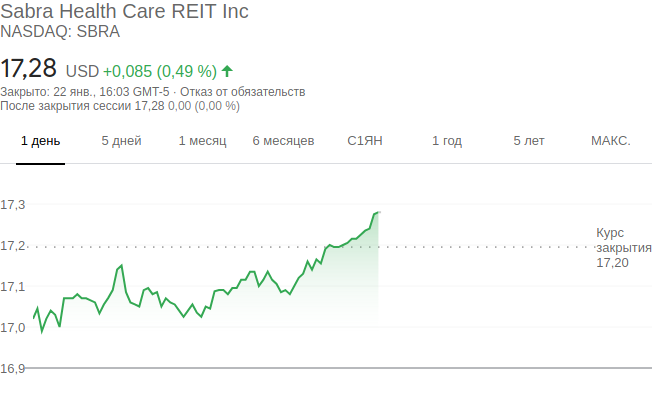 Sabra Health Care REIT Inc
NASDAQ: SBRA
17,28 USD +0,085 (0,49 %)
Закрыто: 22 янв., 16:03 GMT-5 · Отказ от обязательств
После закрытия сессии 17,28 0,00 (0,00 %)
1 день 5 дней 1 месяц 6 месяцев С1ЯН 1 год 5 лет МАКС.
17,3
17,2
17,1
17,0
16,9
Курс
закрытия
17,20